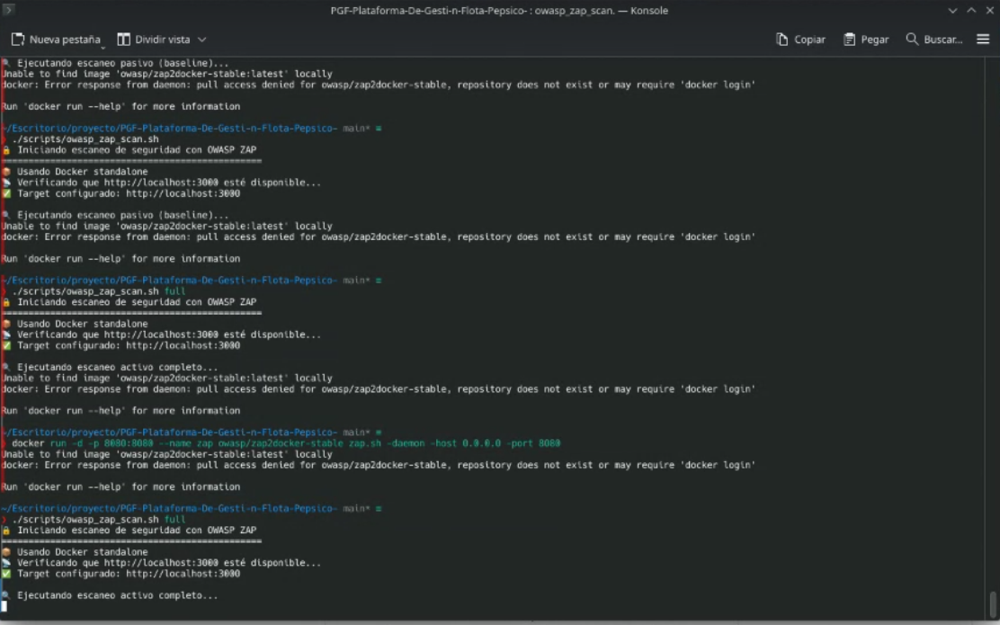 PGF-Plataforma-De-Gesti-n-Flota-Pepsico- : owasp_zap_scan. — Konsole
Nueva pestaña
Dividir vista
Copiar
Pegar
Buscar...
Ejecutando escaneo pasivo (baseline)...
Unable to find image 'owasp/zap2docker-stable:latest' locally
docker: Error response from daemon: pull access denied for owasp/zap2docker-stable, repository does not exist or may require 'docker login'
Run 'docker run --help' for more information
~/Escritorio/proyecto/PGF-Plataforma-De-Gesti-n-Flota-Pepsico- main* ≡
❯ ./scripts/owasp_zap_scan.sh
🔒 Iniciando escaneo de seguridad con OWASP ZAP
================================================
📦 Usando Docker standalone
📡 Verificando que http://localhost:3000 esté disponible...
✅ Target configurado: http://localhost:3000
🔍 Ejecutando escaneo pasivo (baseline)...
Unable to find image 'owasp/zap2docker-stable:latest' locally
docker: Error response from daemon: pull access denied for owasp/zap2docker-stable, repository does not exist or may require 'docker login'
Run 'docker run --help' for more information
~/Escritorio/proyecto/PGF-Plataforma-De-Gesti-n-Flota-Pepsico- main* ≡
❯ ./scripts/owasp_zap_scan.sh full
🔒 Iniciando escaneo de seguridad con OWASP ZAP
================================================
📦 Usando Docker standalone
📡 Verificando que http://localhost:3000 esté disponible...
✅ Target configurado: http://localhost:3000
🔍 Ejecutando escaneo activo completo...
Unable to find image 'owasp/zap2docker-stable:latest' locally
docker: Error response from daemon: pull access denied for owasp/zap2docker-stable, repository does not exist or may require 'docker login'
Run 'docker run --help' for more information
~/Escritorio/proyecto/PGF-Plataforma-De-Gesti-n-Flota-Pepsico- main* ≡
❯ docker run -d -p 8080:8080 --name zap owasp/zap2docker-stable zap.sh -daemon -host 0.0.0.0 -port 8080
Unable to find image 'owasp/zap2docker-stable:latest' locally
docker: Error response from daemon: pull access denied for owasp/zap2docker-stable, repository does not exist or may require 'docker login'
Run 'docker run --help' for more information
~/Escritorio/proyecto/PGF-Plataforma-De-Gesti-n-Flota-Pepsico- main* ≡
❯ ./scripts/owasp_zap_scan.sh full
🔒 Iniciando escaneo de seguridad con OWASP ZAP
================================================
📦 Usando Docker standalone
📡 Verificando que http://localhost:3000 esté disponible...
✅ Target configurado: http://localhost:3000
🔍 Ejecutando escaneo activo completo...